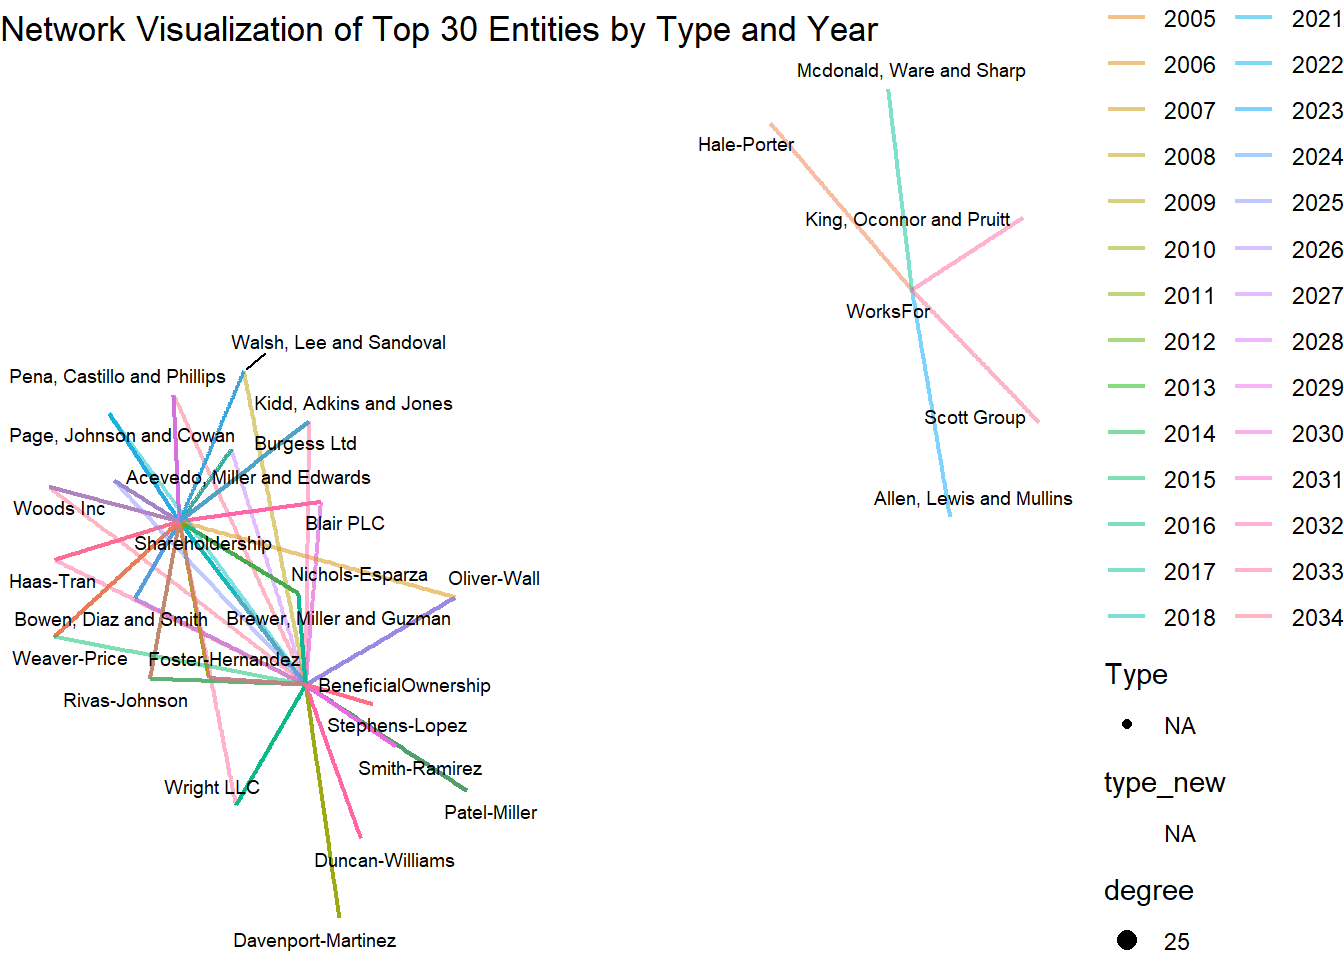 Network Visualization of Top 30 Entities by Type and Year
Mcdonald, Ware and Sharp
Hale-Porter
King, Oconnor and Pruitt
WorksFor
Scott Group
Allen, Lewis and Mullins
Walsh, Lee and Sandoval
Pena, Castillo and Phillips
Kidd, Adkins and Jones
Page, Johnson and Cowan
Burgess Ltd
Acevedo, Miller and Edwards
Woods Inc
Blair PLC
Shareholdership
Haas-Tran
Nichols-Esparza
Oliver-Wall
Bowen, Diaz and Smith
Brewer, Miller and Guzman
Weaver-Price
Foster-Hernandez
BeneficialOwnership
Rivas-Johnson
Stephens-Lopez
Smith-Ramirez
Wright LLC
Patel-Miller
Duncan-Williams
Davenport-Martinez
2005 2021
2006 2022
2007 2023
2008 2024
2009 2025
2010 2026
2011 2027
2012 2028
2013 2029
2014 2030
2015 2031
2016 2032
2017 2033
2018 2034
Type
NA
type_new
NA
degree
25